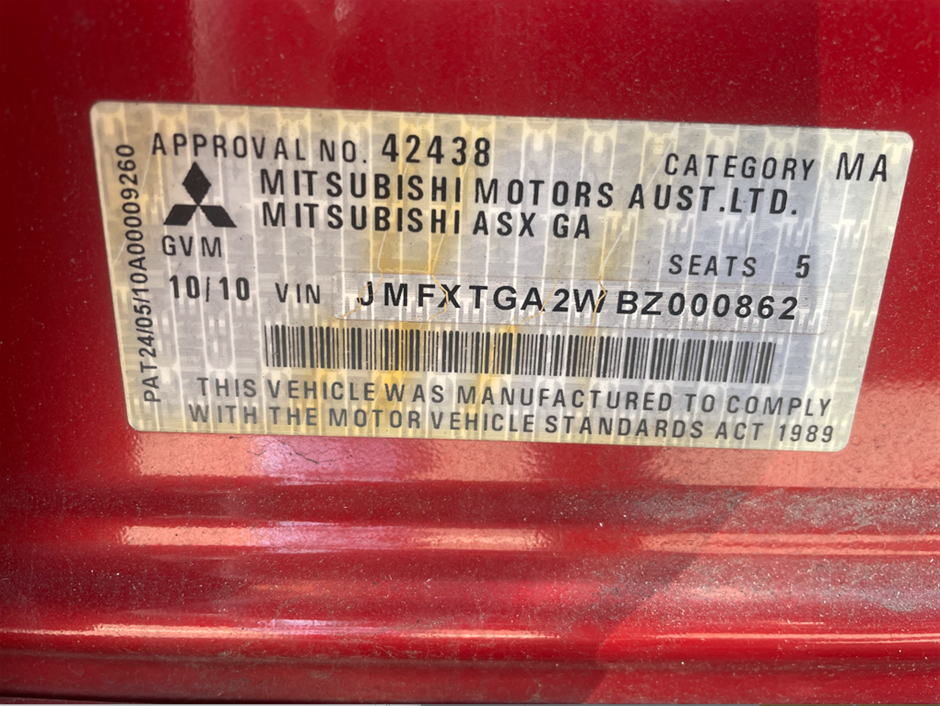 APPROVAL NO. 42438
CATEGORY MA
MITSUBISHI MOTORS AUST.LTD.
MITSUBISHI ASX GA
GVM
SEATS 5
10/10 VIN JMFXTGA2WBZ000862
THIS VEHICLE WAS MANUFACTURED TO COMPLY
WITH THE MOTOR VEHICLE STANDARDS ACT 1989
PAT24/05/10A00009260